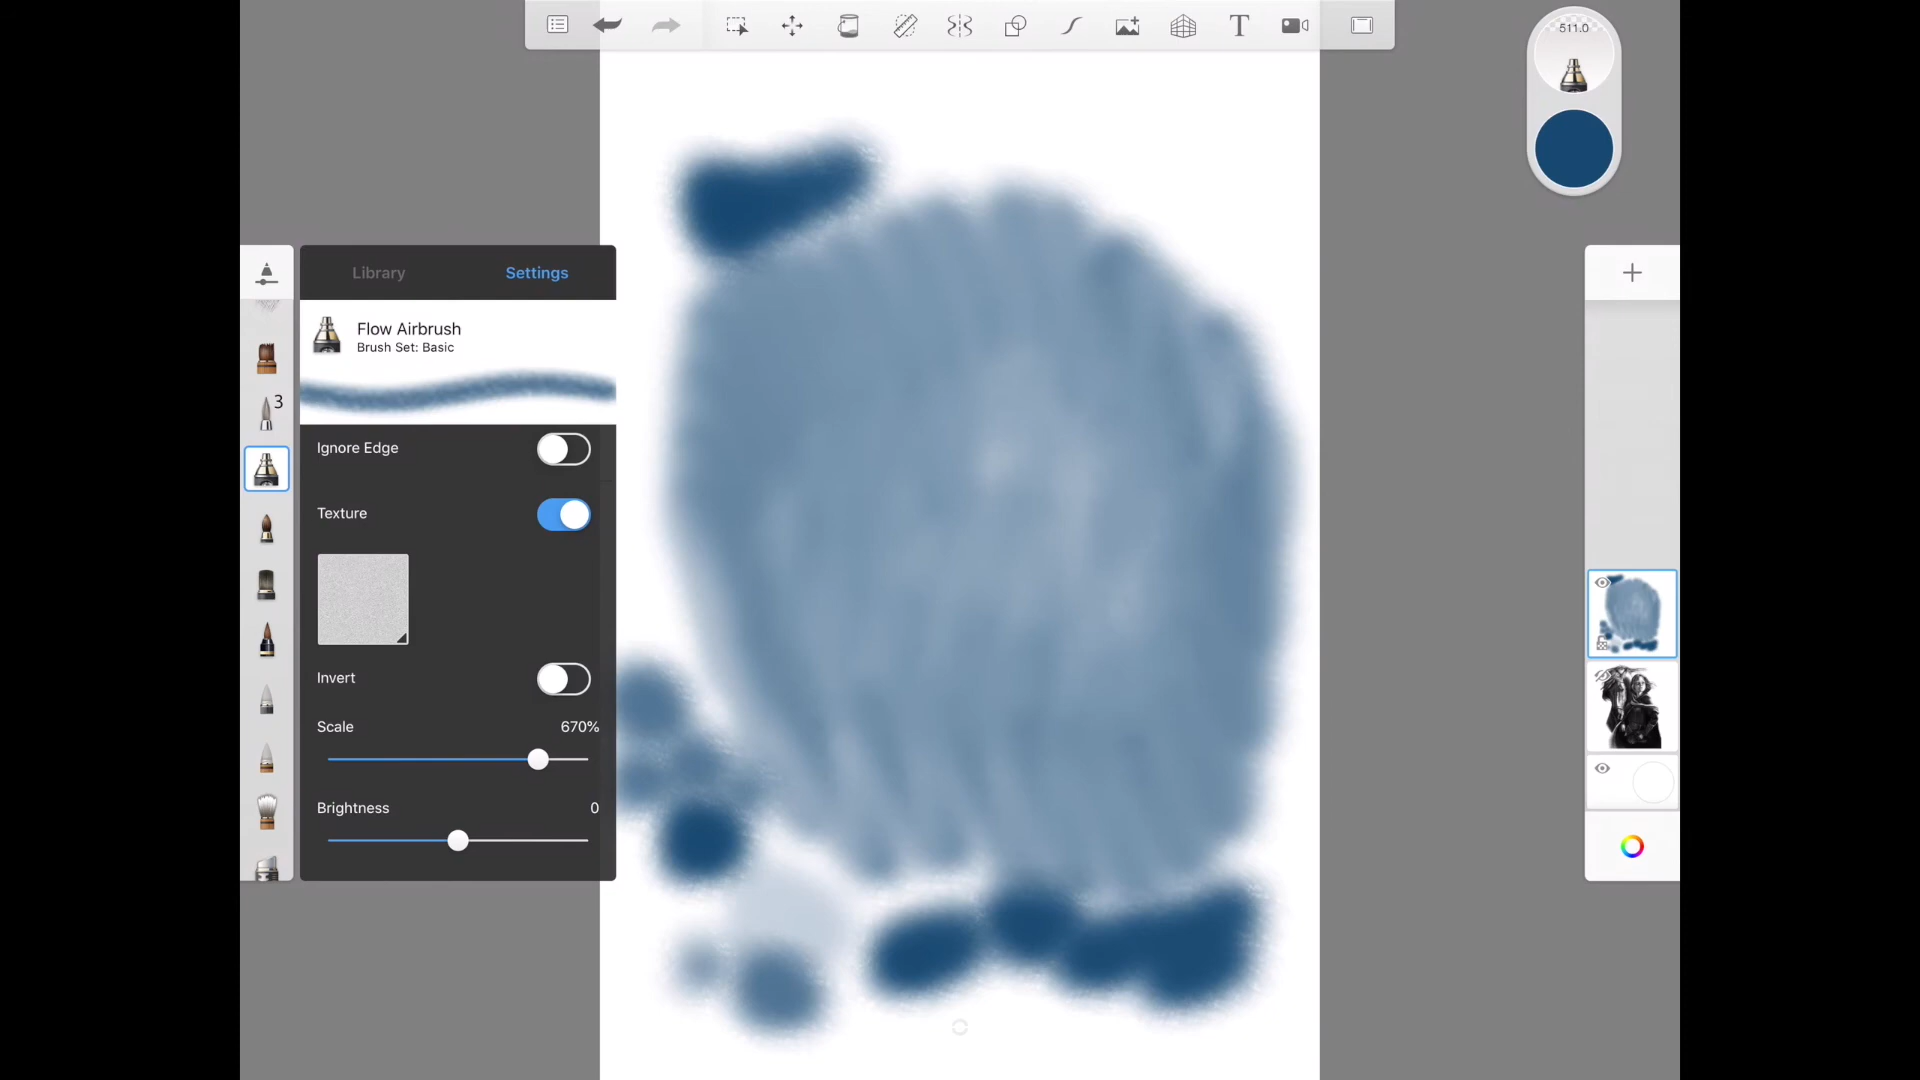 T
511.0
Library
Settings
Flow Airbrush
Brush Set: Basic
3
Ignore Edge
Texture
Invert
Scale
670%
Brightness
0